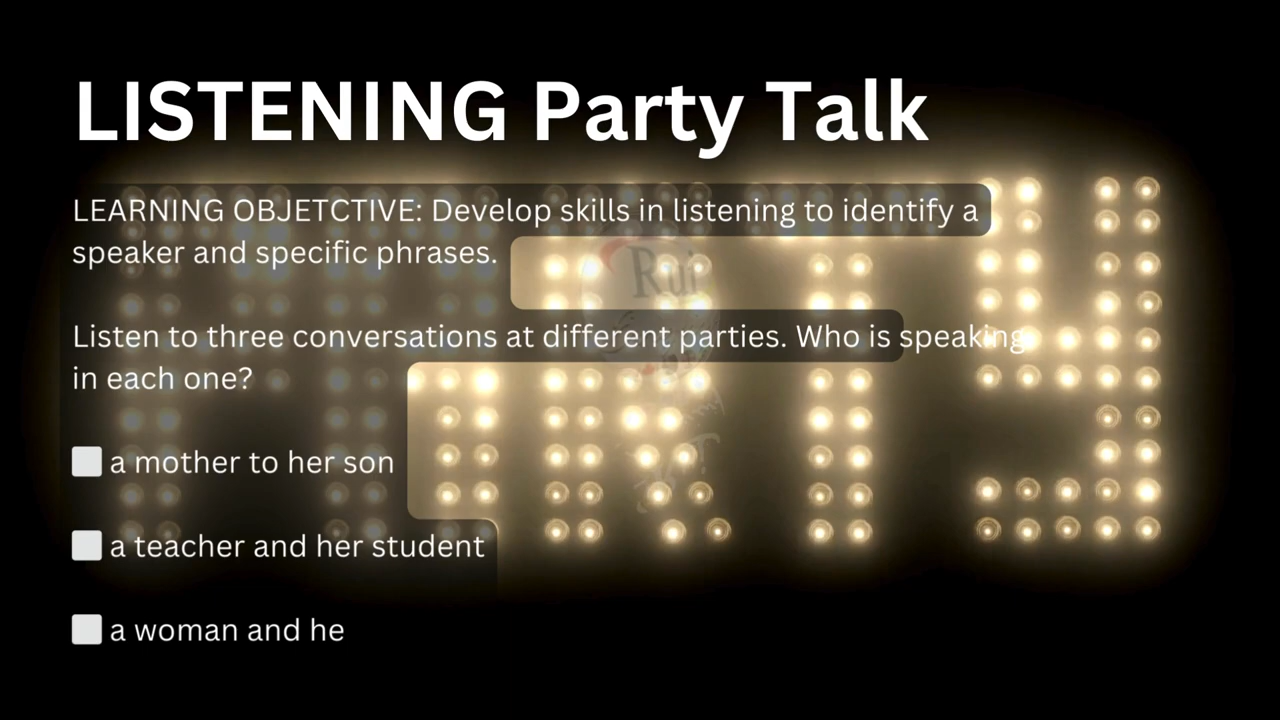 LISTENING Party Talk
LEARNING OBJETCTIVE: Develop skills in listening to identify a
speaker and specific phrases.
Rui
Listen to three conversations at different parties. Who is speaking
in each one?
a mother to her son
a teacher and her student
a woman and he